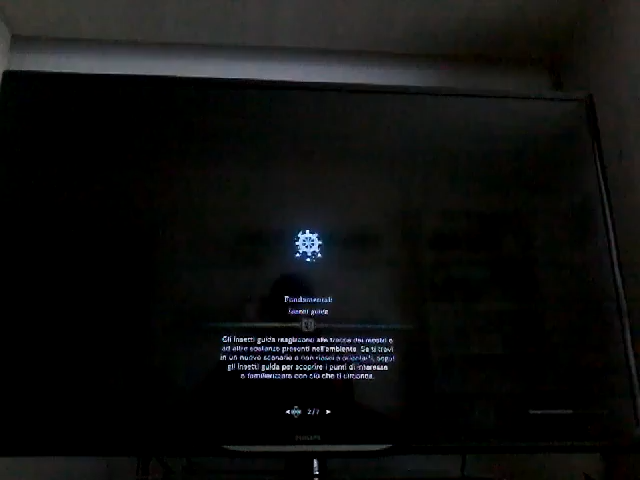 Fondamentali
Insetti guida
Gli Insetti guida reagiscono alle tracce dei mostri e
ad altre sostanze presenti nell'ambiente. Se ti trovi
in un nuovo scenario e non riesci a orientarti, segui
gli Insetti guida per scoprire i punti di interesse
e familiarizzare con ciò che ti circonda.
2/7
PHILIPS